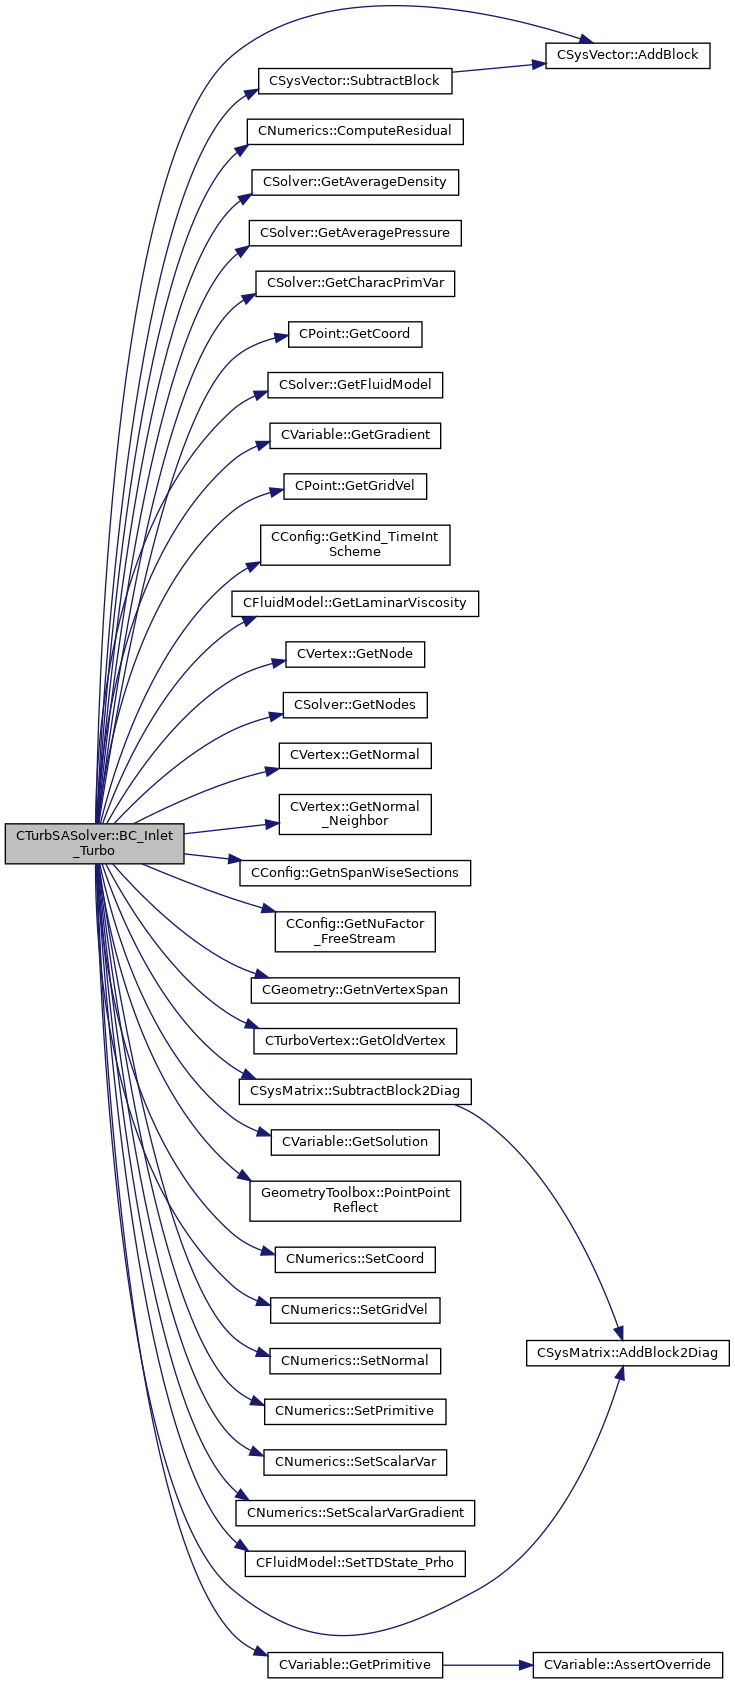 CSysVector::AddBlock
CSysVector::SubtractBlock
CNumerics::ComputeResidual
CSolver::GetAverageDensity
CSolver::GetAveragePressure
CSolver::GetCharacPrimVar
CPoint::GetCoord
CSolver::GetFluidModel
CVariable::GetGradient
CPoint::GetGridVel
CConfig::GetKind_TimeInt
Scheme
CFluidModel::GetLaminarViscosity
CVertex::GetNode
CSolver::GetNodes
CVertex::GetNormal
CVertex::GetNormal
_Neighbor
CTurbSASolver::BC_Inlet
_Turbo
CConfig::GetnSpanWiseSections
CConfig::GetNuFactor
_FreeStream
CGeometry::GetnVertexSpan
CTurboVertex::GetOldVertex
CSysMatrix::SubtractBlock2Diag
CVariable::GetSolution
GeometryToolbox::PointPoint
Reflect
CNumerics::SetCoord
CNumerics::SetGridVel
CNumerics::SetNormal
CSysMatrix::AddBlock2Diag
CNumerics::SetPrimitive
CNumerics::SetScalarVar
CNumerics::SetScalarVarGradient
CFluidModel::SetTDState_Prho
CVariable::GetPrimitive
CVariable::AssertOverride